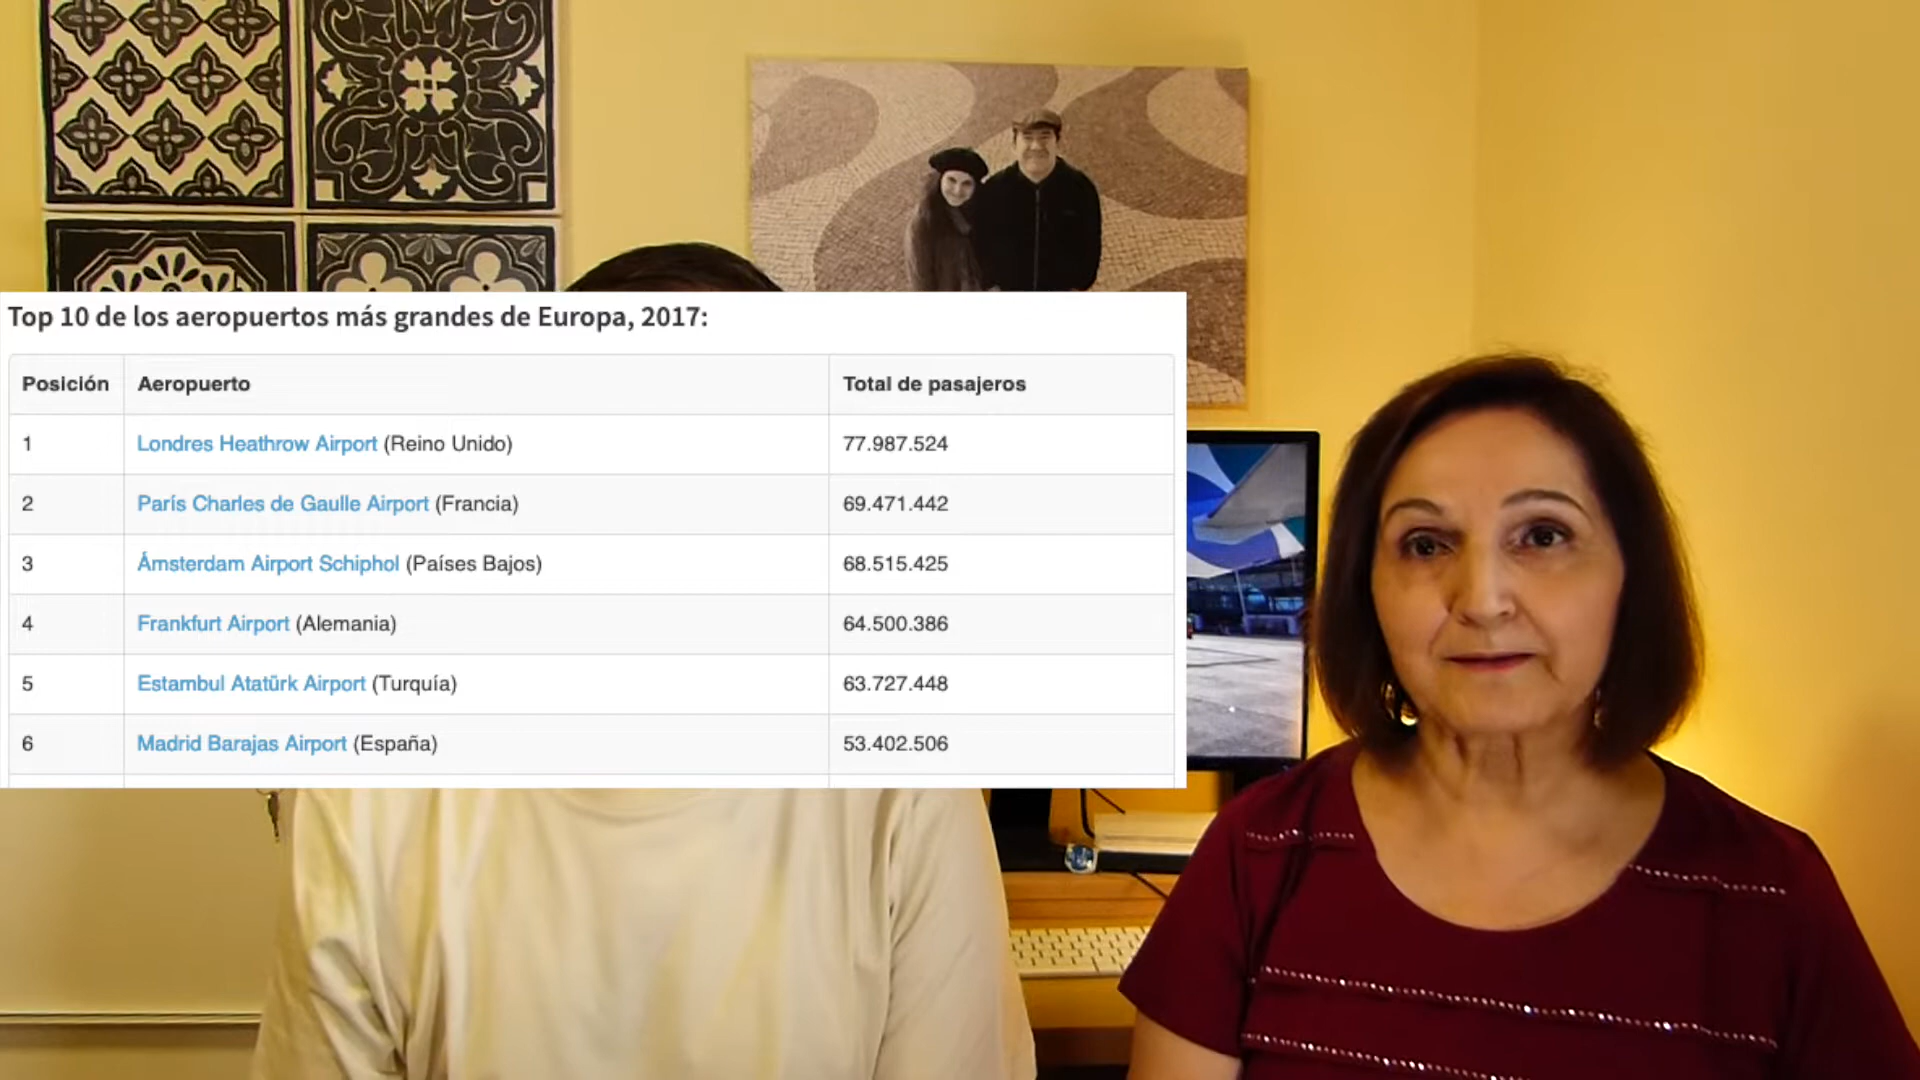 Top 10 de los aeropuertos más grandes de Europa, 2017:
Posición Aeropuerto Total de pasajeros
1 Londres Heathrow Airport (Reino Unido) 77.987.524
2 París Charles de Gaulle Airport (Francia) 69.471.442
3 Ámsterdam Airport Schiphol (Países Bajos) 68.515.425
4 Frankfurt Airport (Alemania) 64.500.386
5 Estambul Atatürk Airport (Turquía) 63.727.448
6 Madrid Barajas Airport (España) 53.402.506